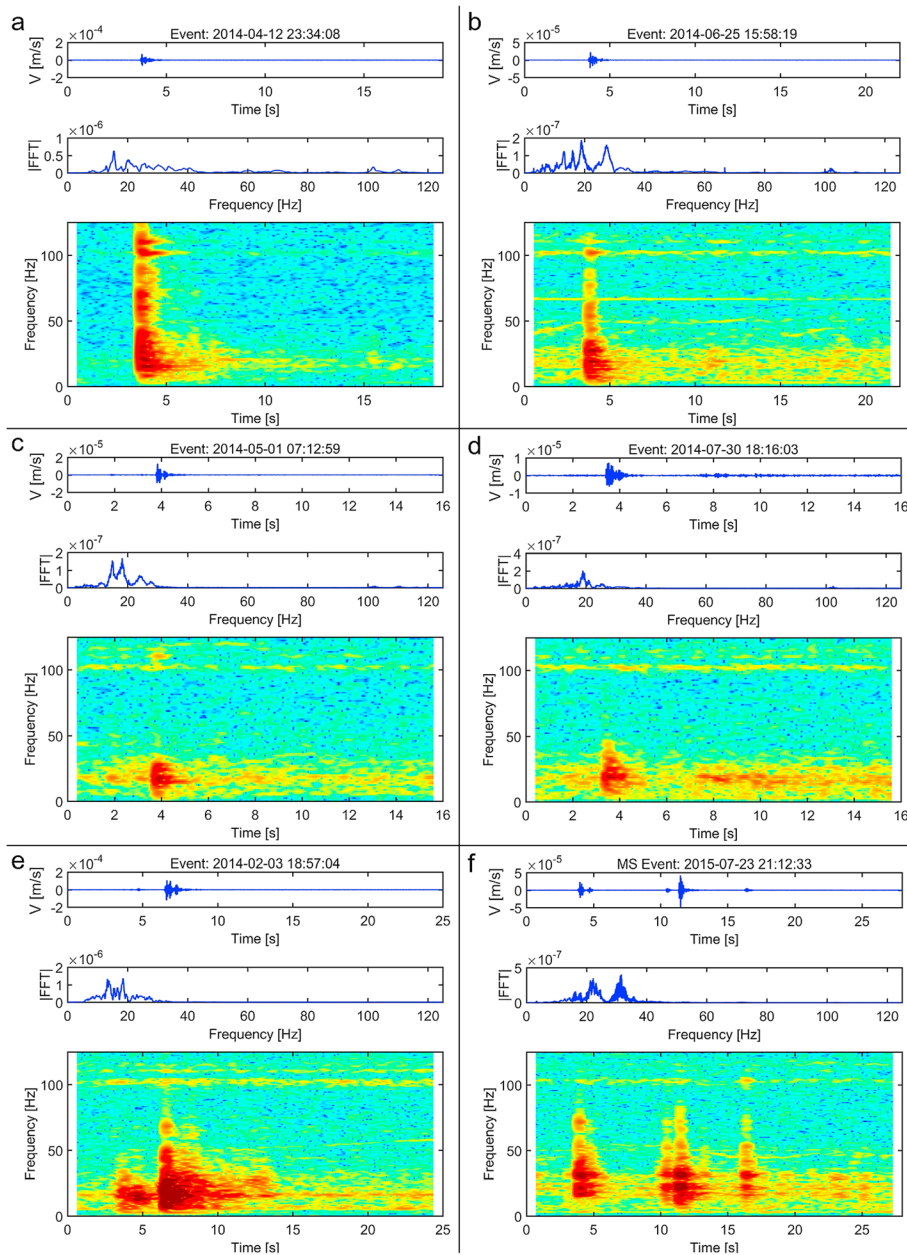 a
Event: 2014-04-12 23:34:08
×10⁻⁴
V [m/s]
2
0
-2
0 5 10 15
Time [s]
×10⁻⁶
|FFT|
1
0.5
0
0 20 40 60 80 100 120
Frequency [Hz]
Frequency [Hz]
100
50
0
0 5 10 15
Time [s]
b
Event: 2014-06-25 15:58:19
×10⁻⁵
V [m/s]
5
0
-5
0 5 10 15 20
Time [s]
×10⁻⁷
|FFT|
2
1
0
0 20 40 60 80 100 120
Frequency [Hz]
Frequency [Hz]
100
50
0
0 5 10 15 20
Time [s]
c
Event: 2014-05-01 07:12:59
×10⁻⁵
V [m/s]
2
0
-2
0 2 4 6 8 10 12 14 16
Time [s]
×10⁻⁷
|FFT|
2
1
0
0 20 40 60 80 100 120
Frequency [Hz]
Frequency [Hz]
100
50
0
0 2 4 6 8 10 12 14 16
Time [s]
d
Event: 2014-07-30 18:16:03
×10⁻⁵
V [m/s]
1
0
-1
0 2 4 6 8 10 12 14 16
Time [s]
×10⁻⁷
|FFT|
4
2
0
0 20 40 60 80 100 120
Frequency [Hz]
Frequency [Hz]
100
50
0
0 2 4 6 8 10 12 14 16
Time [s]
e
Event: 2014-02-03 18:57:04
×10⁻⁴
V [m/s]
2
0
-2
0 5 10 15 20 25
Time [s]
×10⁻⁶
|FFT|
2
1
0
0 20 40 60 80 100 120
Frequency [Hz]
Frequency [Hz]
100
50
0
0 5 10 15 20 25
Time [s]
f
MS Event: 2015-07-23 21:12:33
×10⁻⁵
V [m/s]
5
0
-5
0 5 10 15 20 25
Time [s]
×10⁻⁷
|FFT|
5
0
0 20 40 60 80 100 120
Frequency [Hz]
Frequency [Hz]
100
50
0
0 5 10 15 20 25
Time [s]